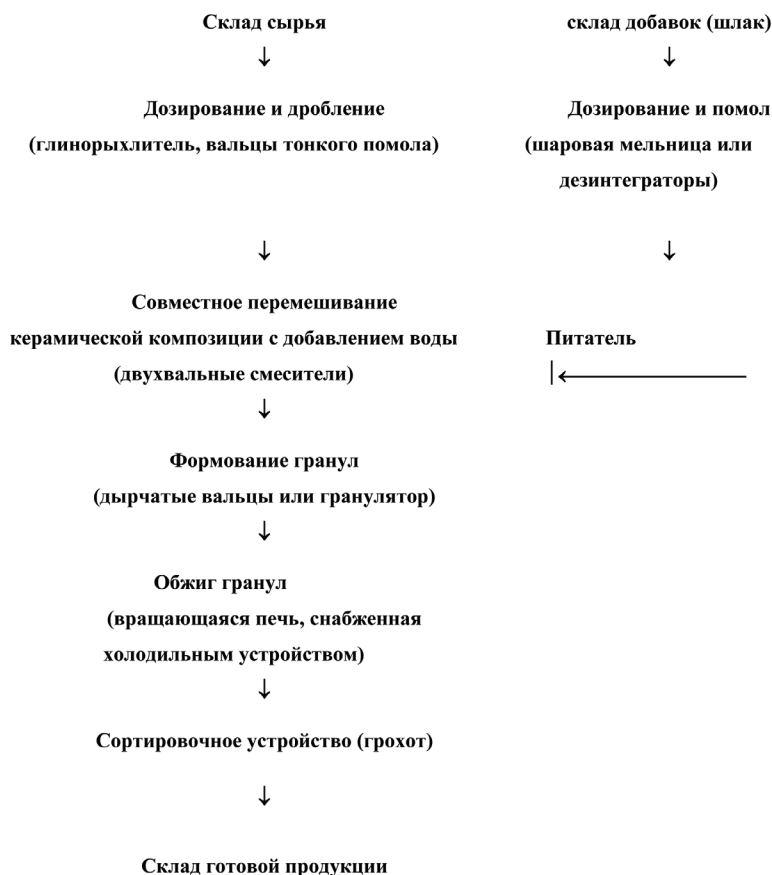 Склад сырья
склад добавок (шлак)
Дозирование и дробление
(глинорыхлитель, вальцы тонкого помола)
Дозирование и помол
(шаровая мельница или
дезинтеграторы)
Совместное перемешивание
керамической композиции с добавлением воды
(двухвальные смесители)
Питатель
Формование гранул
(дырчатые вальцы или гранулятор)
Обжиг гранул
(вращающаяся печь, снабженная
холодильным устройством)
Сортировочное устройство (грохот)
Склад готовой продукции